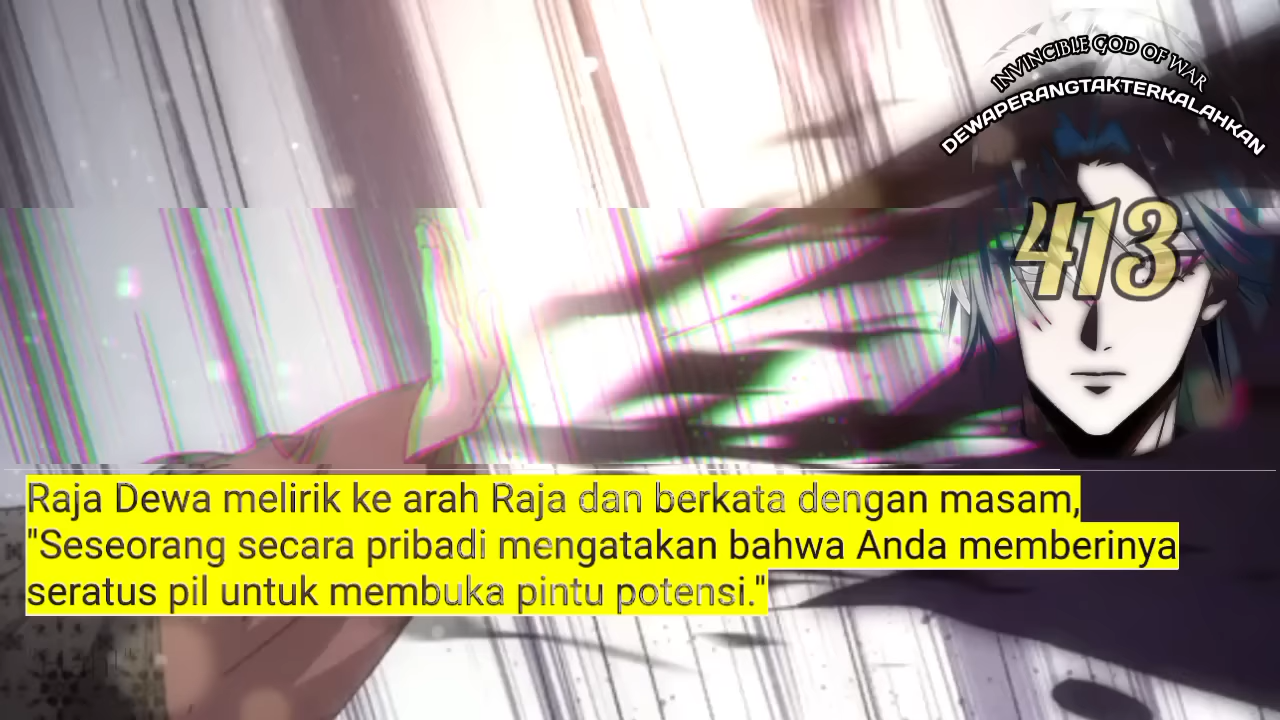 INVINCIBLE GOD OF WAR
DEWAPERANGTAKTERKALAHKAN
413
Raja Dewa melirik ke arah Raja dan berkata dengan masam,
"Seseorang secara pribadi mengatakan bahwa Anda memberinya
seratus pil untuk membuka pintu potensi."